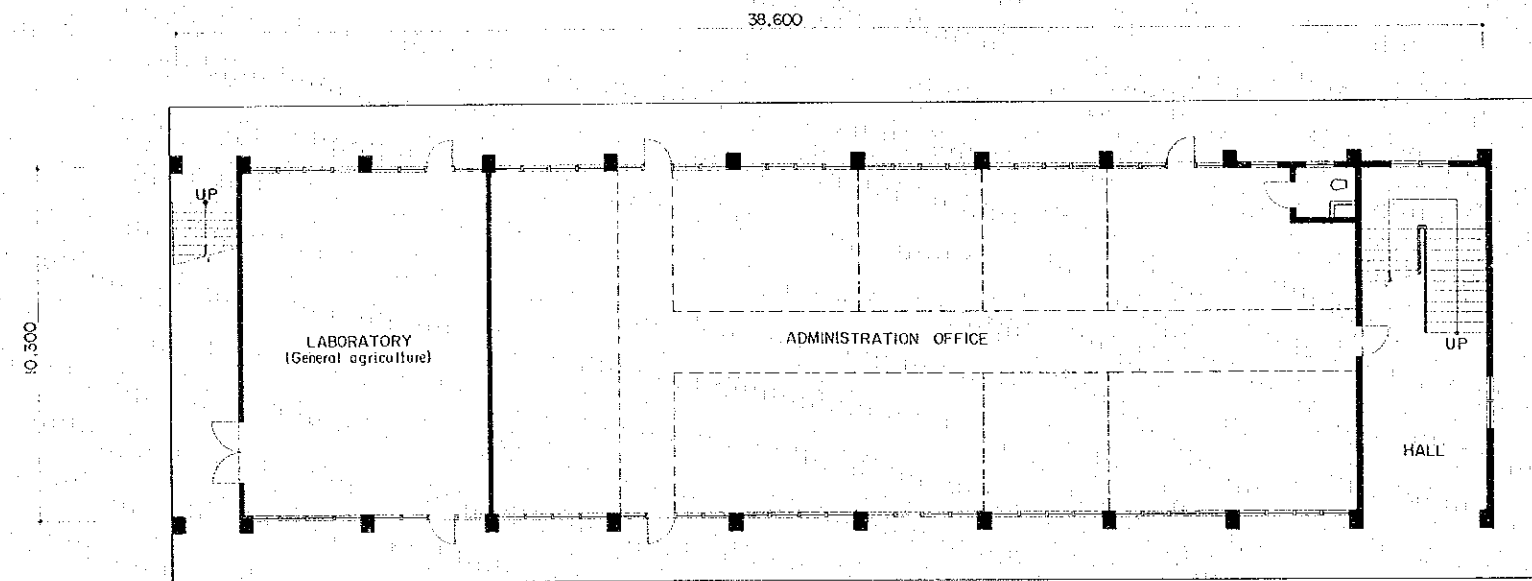 38,600
UP
10,300
LABORATORY
(General agriculture)
ADMINISTRATION OFFICE
UP
HALL